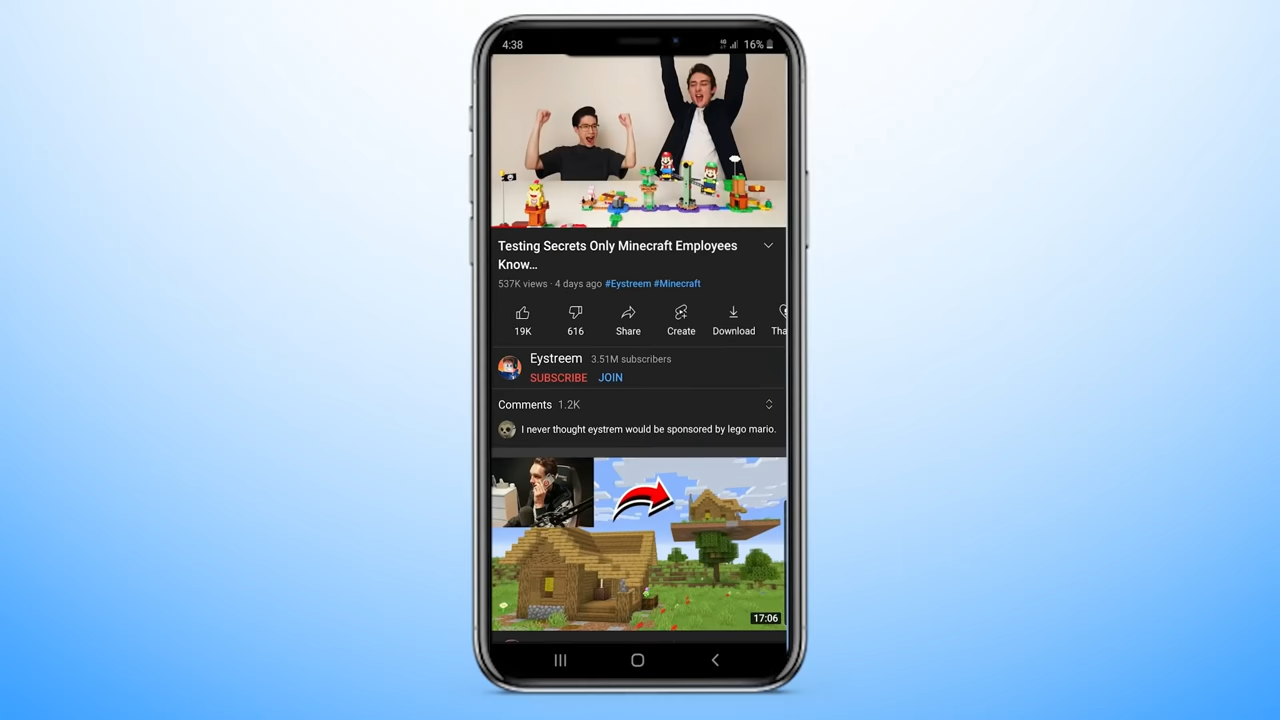 4:38
16%
Testing Secrets Only Minecraft Employees
Know...
537K views · 4 days ago #Eystreem #Minecraft
19K
616
Share
Create
Download
Tha
Eystreem 3.51M subscribers
SUBSCRIBE JOIN
Comments 1.2K
I never thought eystrem would be sponsored by lego mario.
17:06